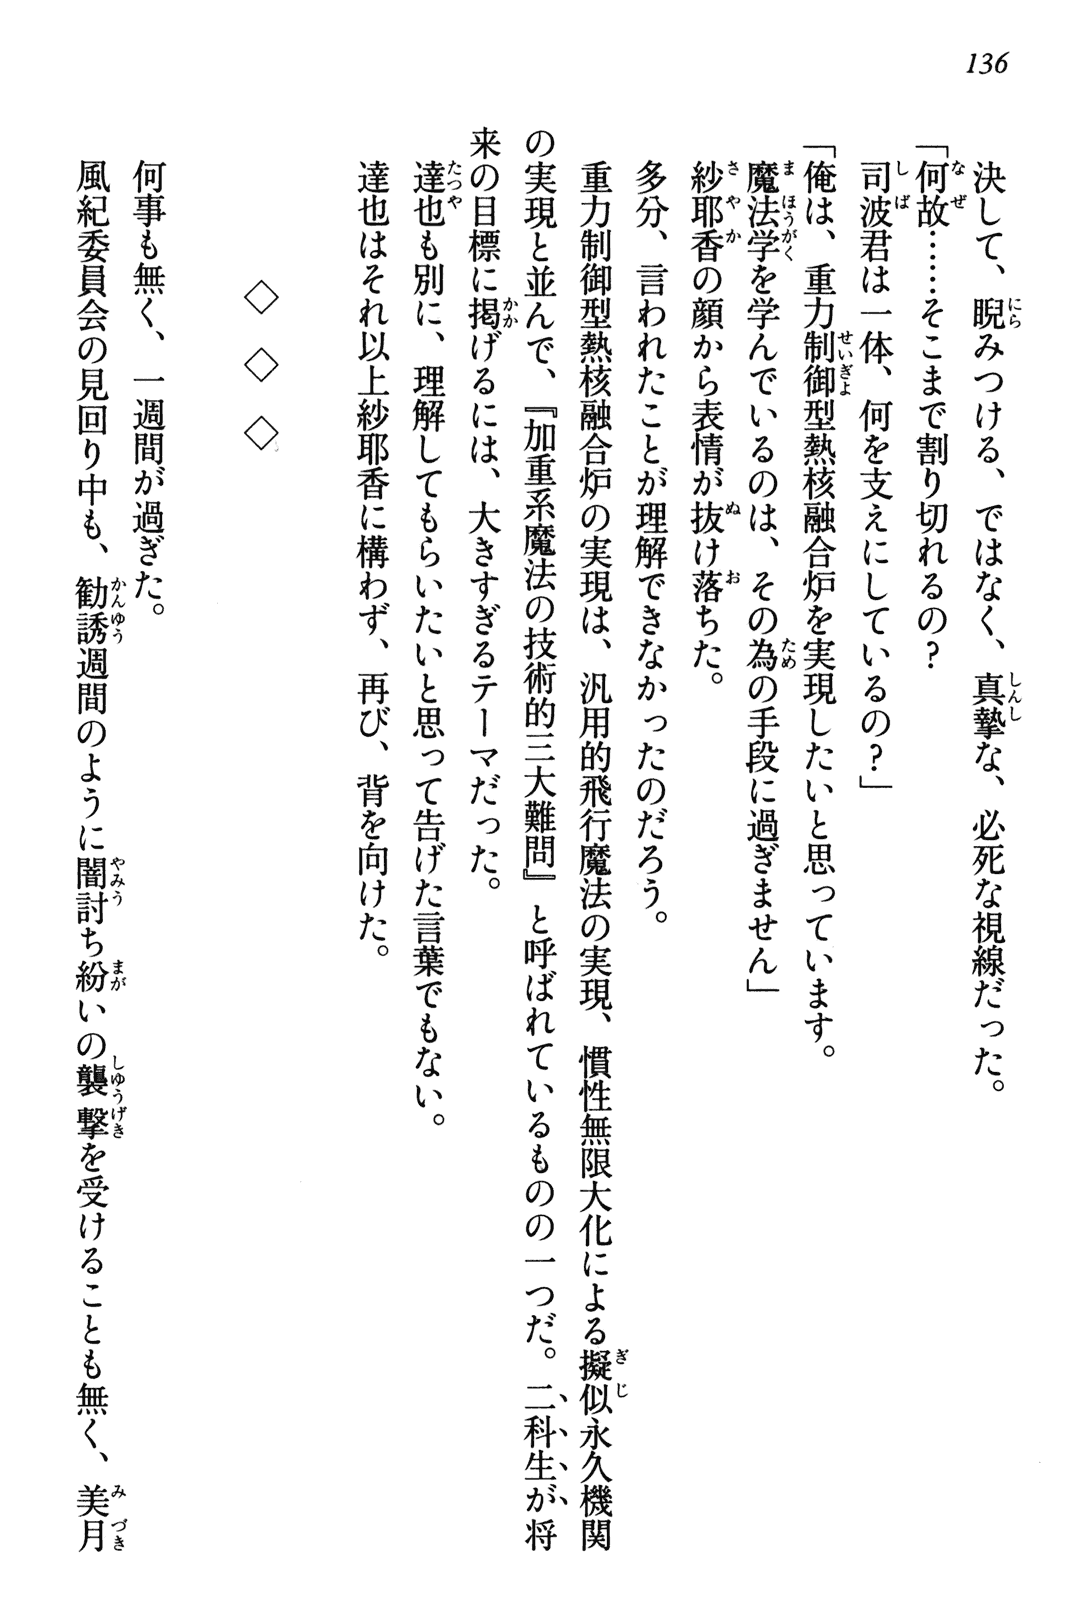 136
決して、睨みつける、ではなく、真摯な、必死な視線だった。
「何故……そこまで割り切れるの？
司波君は一体、何を支えにしているの？」
「俺は、重力制御型熱核融合炉を実現したいと思っています。
魔法学を学んでいるのは、その為の手段に過ぎません」
紗耶香の顔から表情が抜け落ちた。
多分、言われたことが理解できなかったのだろう。
重力制御型熱核融合炉の実現は、汎用的飛行魔法の実現、慣性無限大化による擬似永久機関
の実現と並んで、『加重系魔法の技術的三大難問』と呼ばれているものの一つだ。二科生が将
来の目標に掲げるには、大きすぎるテーマだった。
達也も別に、理解してもらいたいと思って告げた言葉でもない。
達也はそれ以上紗耶香に構わず、再び、背を向けた。
◇ ◇ ◇
何事も無く、一週間が過ぎた。
風紀委員会の見回り中も、勧誘週間のように闇討ち紛いの襲撃を受けることも無く、美月